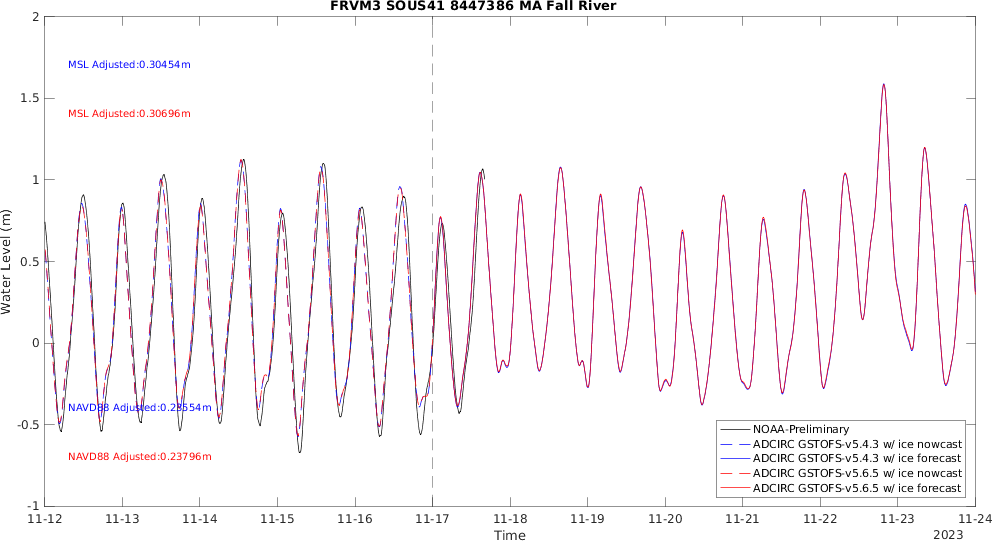 FRVM3 SOUS41 8447386 MA Fall River
Water Level (m)
2
1.5
1
0.5
0
-0.5
-1
MSL Adjusted:0.30454m
MSL Adjusted:0.30696m
NAVD88 Adjusted:0.23554m
NAVD88 Adjusted:0.23796m
NOAA-Preliminary
ADCIRC GSTOFS-v5.4.3 w/ ice nowcast
ADCIRC GSTOFS-v5.4.3 w/ ice forecast
ADCIRC GSTOFS-v5.6.5 w/ ice nowcast
ADCIRC GSTOFS-v5.6.5 w/ ice forecast
11-12 11-13 11-14 11-15 11-16 11-17 11-18 11-19 11-20 11-21 11-22 11-23 11-24
Time
2023